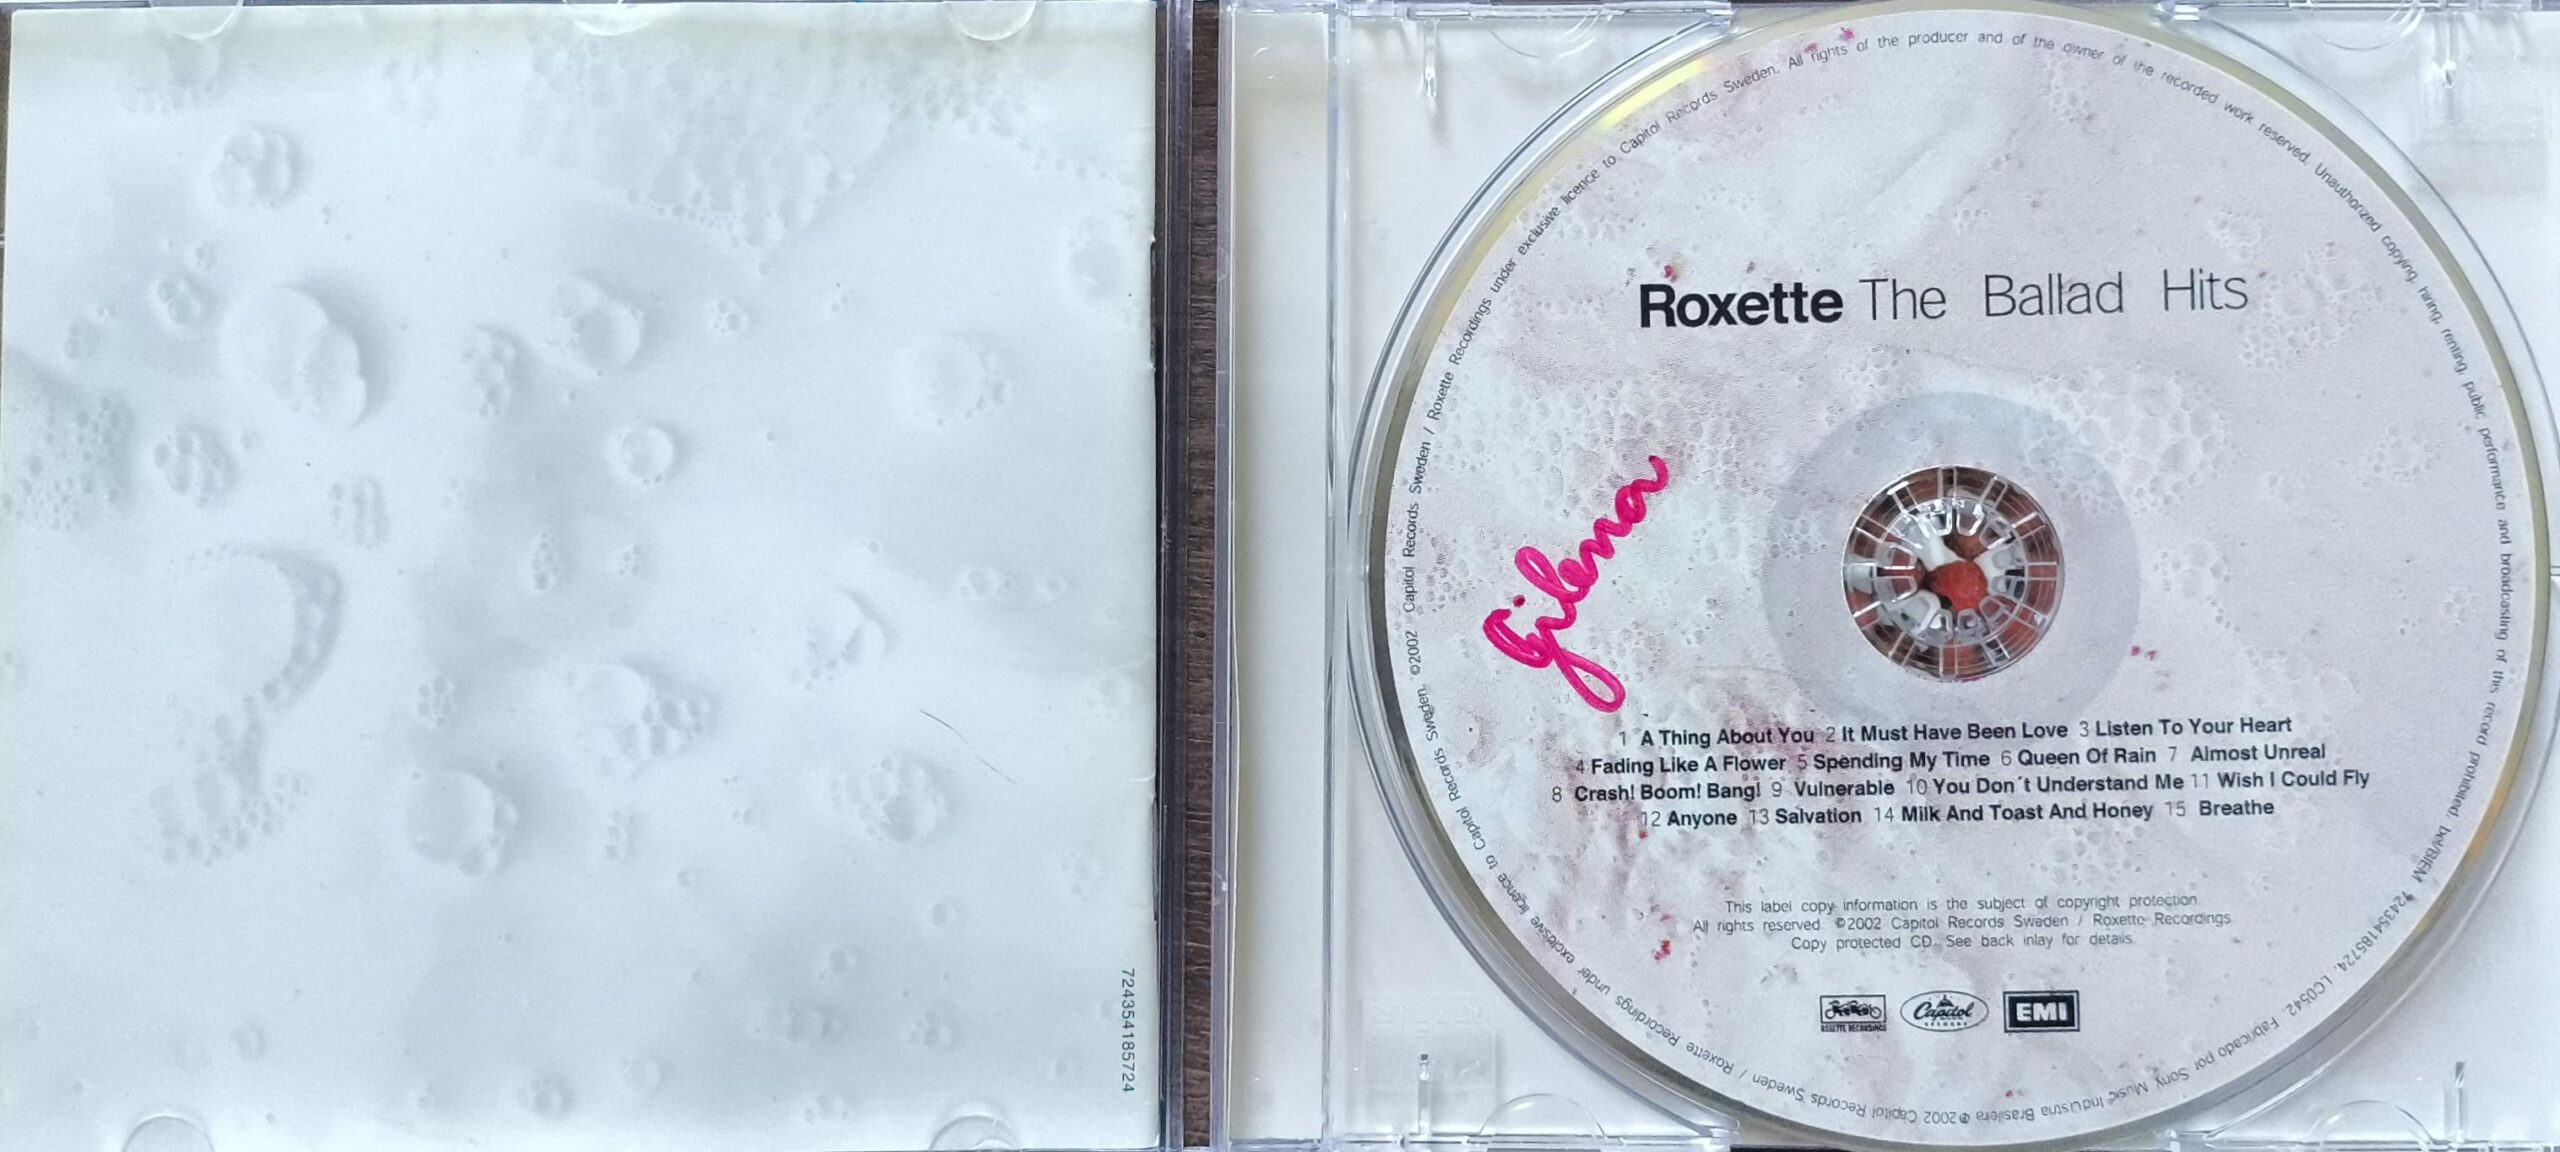 7243541185724
©2002 Capitol Records Sweden / Roxette Recordings under exclusive licence to Capitol Records Sweden. All rights of the producer and of the owner of the recorded work reserved. Unauthorized copying, hiring, renting, public performance and broadcasting of this record prohibited. bel/BIEM 72435418572 4. LC0542. Fabricado por Sony Music IndUstria Brasileira ℗ 2002 Capitol Records Sweden / Roxette Recordings under exclusive licence to Capitol Records Sweden.
Roxette The Ballad Hits
Gilena
1 A Thing About You 2 It Must Have Been Love 3 Listen To Your Heart
4 Fading Like A Flower 5 Spending My Time 6 Queen Of Rain 7 Almost Unreal
8 Crash! Boom! Bang! 9 Vulnerable 10 You Don´t Understand Me 11 Wish I Could Fly
12 Anyone 13 Salvation 14 Milk And Toast And Honey 15 Breathe
This label copy information is the subject of copyright protection.
All rights reserved. ©2002 Capitol Records Sweden / Roxette Recordings
Copy protected CD. See back inlay for details.
ROXETTE RECORDINGS
Capitol RECORDS
EMI